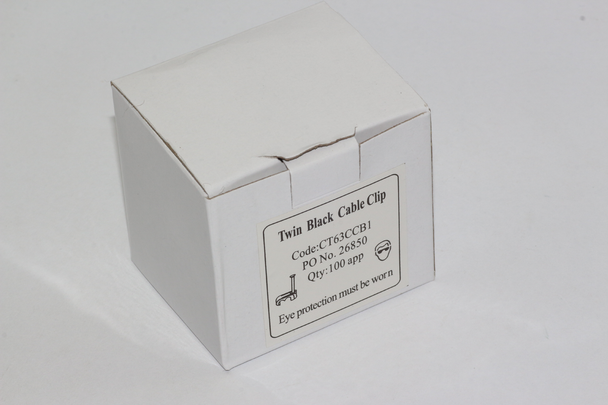 Twin Black Cable Clip
Code:CT63CCB1
PO No. 26850
Qty:100 app
Eye protection must be worn